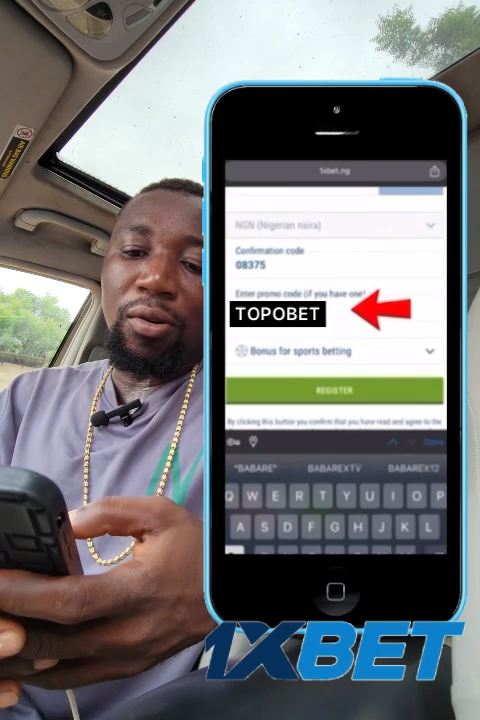 1xbet.ng
NGN (Nigerian naira)
Confirmation code
08375
Enter promo code (if you have one)
TOPOBET
Bonus for sports betting
REGISTER
By clicking this button you confirm that you have read and agree to the
Done
"BABARE"
BABAREXTV
BABAREX12
Q W E R T Y U I O P
A S D F G H J K L
1XBET